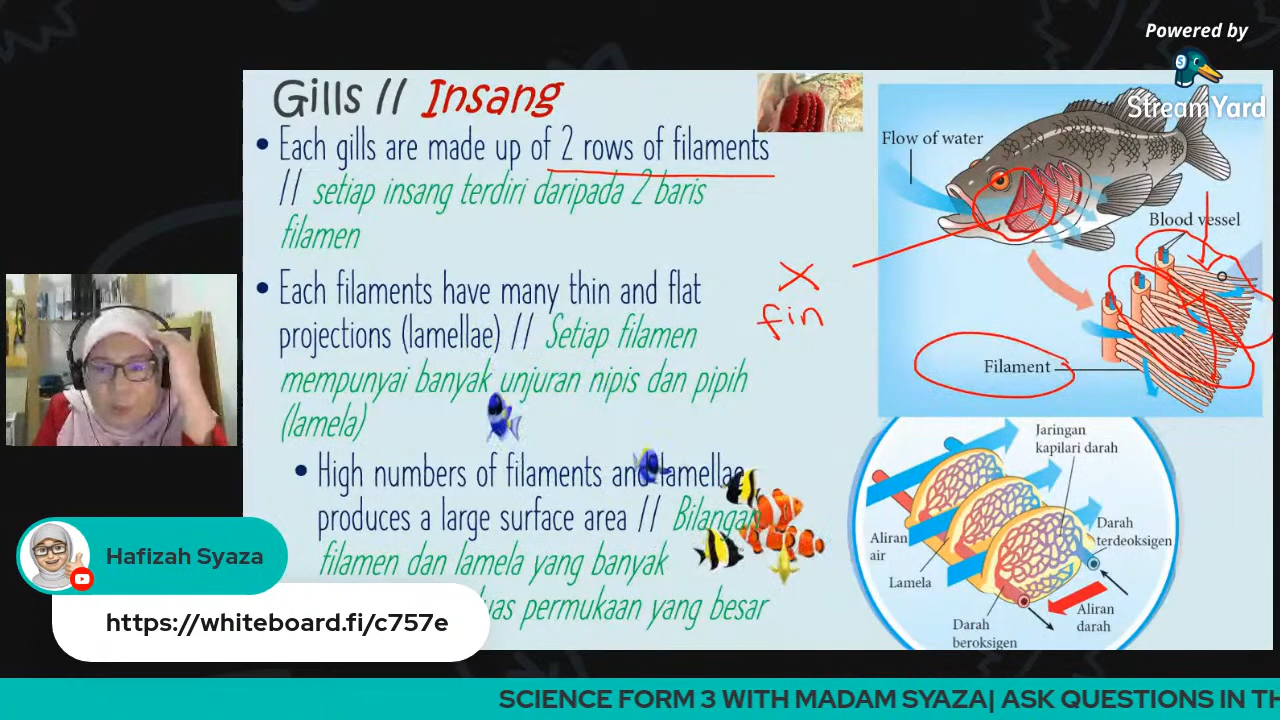 Powered by
StreamYard
Gills // Insang
Each gills are made up of 2 rows of filaments
// setiap insang terdiri daripada 2 baris
filamen
Each filaments have many thin and flat
projections (lamellae) // Setiap filamen
mempunyai banyak unjuran nipis dan pipih
(lamela)
High numbers of filaments and lamellae
produces a large surface area // Bilangan
filamen dan lamela yang banyak
luas permukaan yang besar
X
fin
Flow of water
Blood vessel
Filament
Jaringan
kapilari darah
Aliran
air
Darah
terdeoksigen
Lamela
Aliran
darah
Darah
beroksigen
Hafizah Syaza
https://whiteboard.fi/c757e
SCIENCE FORM 3 WITH MADAM SYAZA| ASK QUESTIONS IN TH